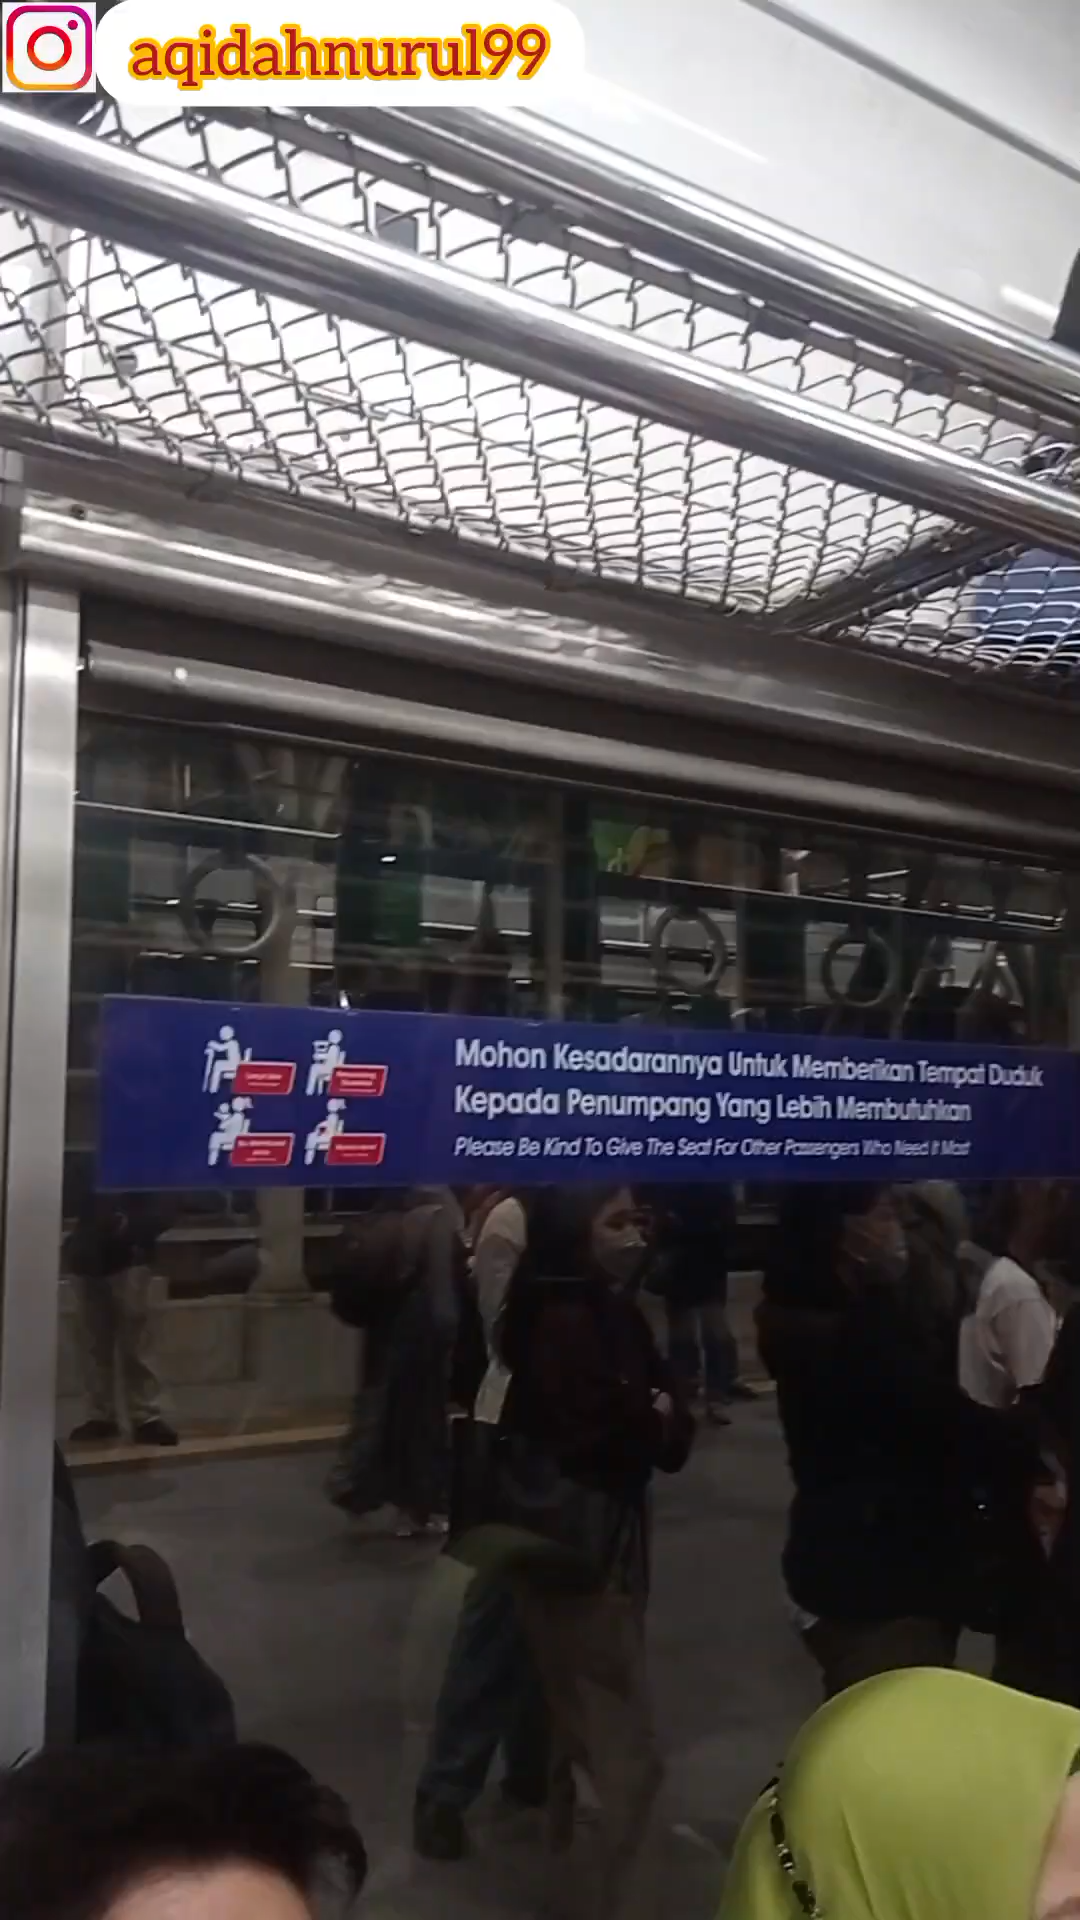 aqidahnurul99
Mohon Kesadarannya Untuk Memberikan Tempat Duduk
Kepada Penumpang Yang Lebih Membutuhkan
Please Be Kind To Give The Seat For Other Passengers Who Need It Most